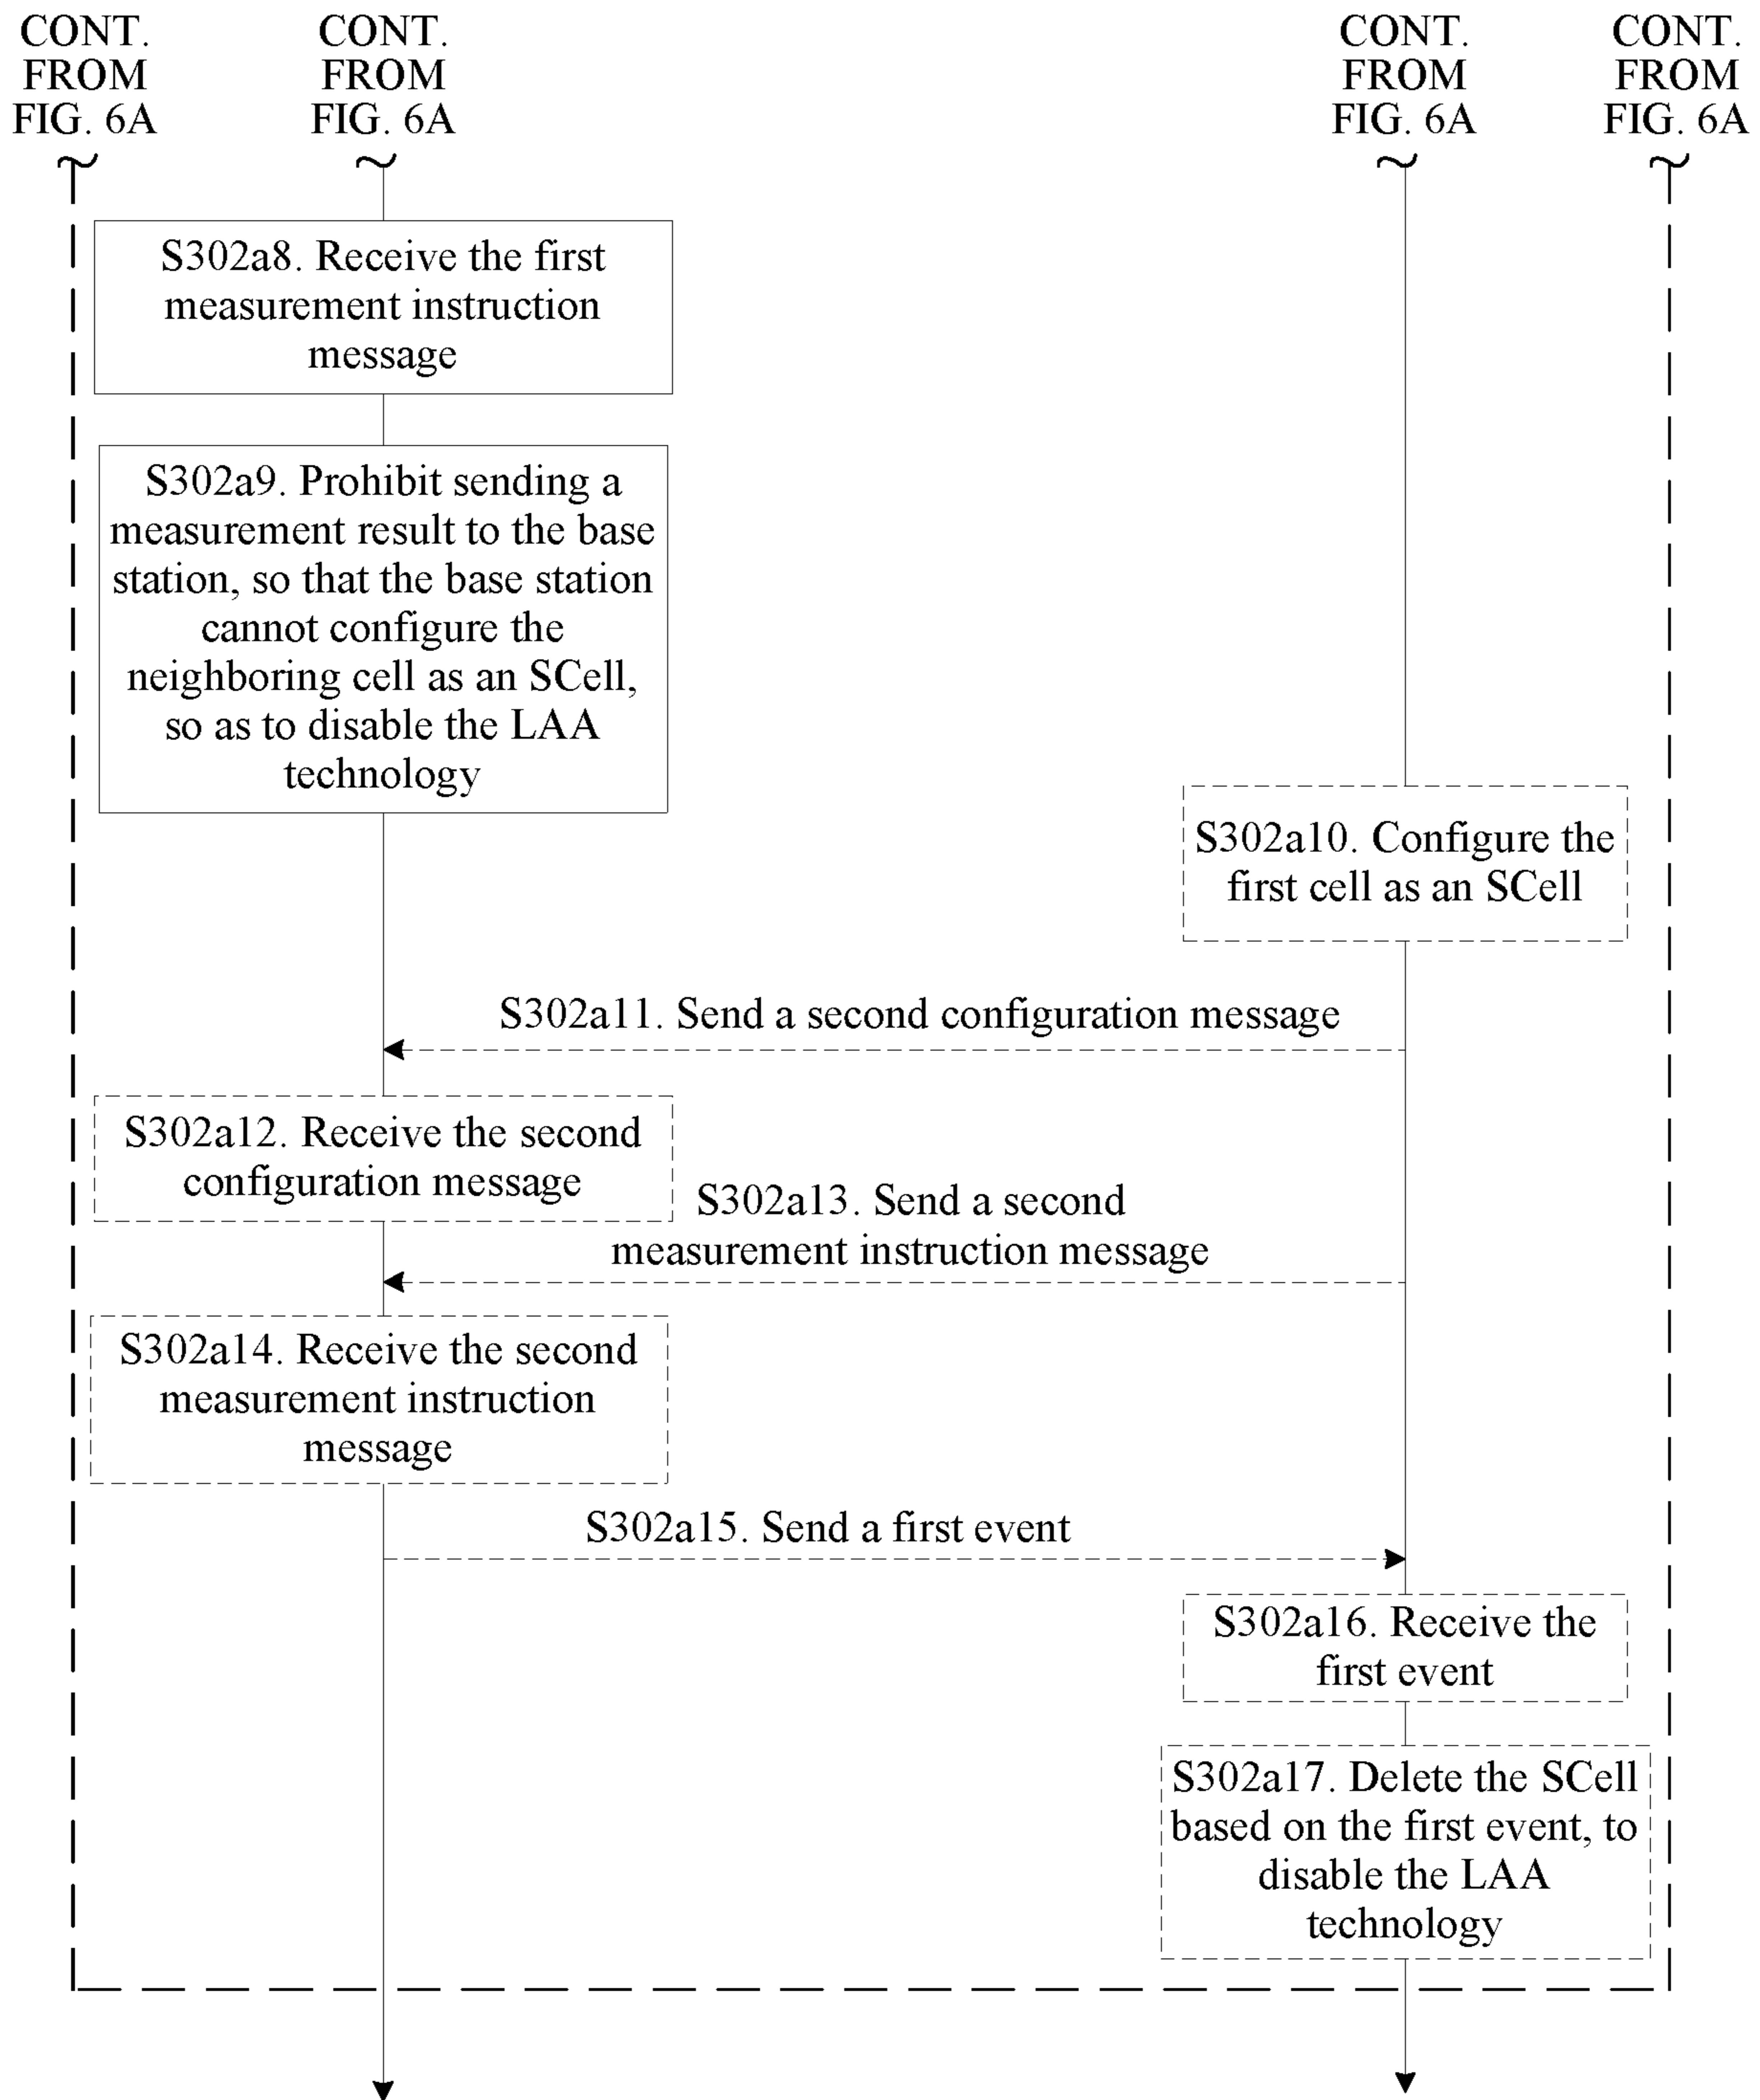 CONT.
FROM
FIG. 6A
CONT.
FROM
FIG. 6A
CONT.
FROM
FIG. 6A
CONT.
FROM
FIG. 6A
S302a8. Receive the first
measurement instruction
message
S302a9. Prohibit sending a
measurement result to the base
station, so that the base station
cannot configure the
neighboring cell as an SCell,
so as to disable the LAA
technology
S302a10. Configure the
first cell as an SCell
S302a11. Send a second configuration message
S302a12. Receive the second
configuration message
S302a13. Send a second
measurement instruction message
S302a14. Receive the second
measurement instruction
message
S302a15. Send a first event
S302a16. Receive the
first event
S302a17. Delete the SCell
based on the first event, to
disable the LAA
technology